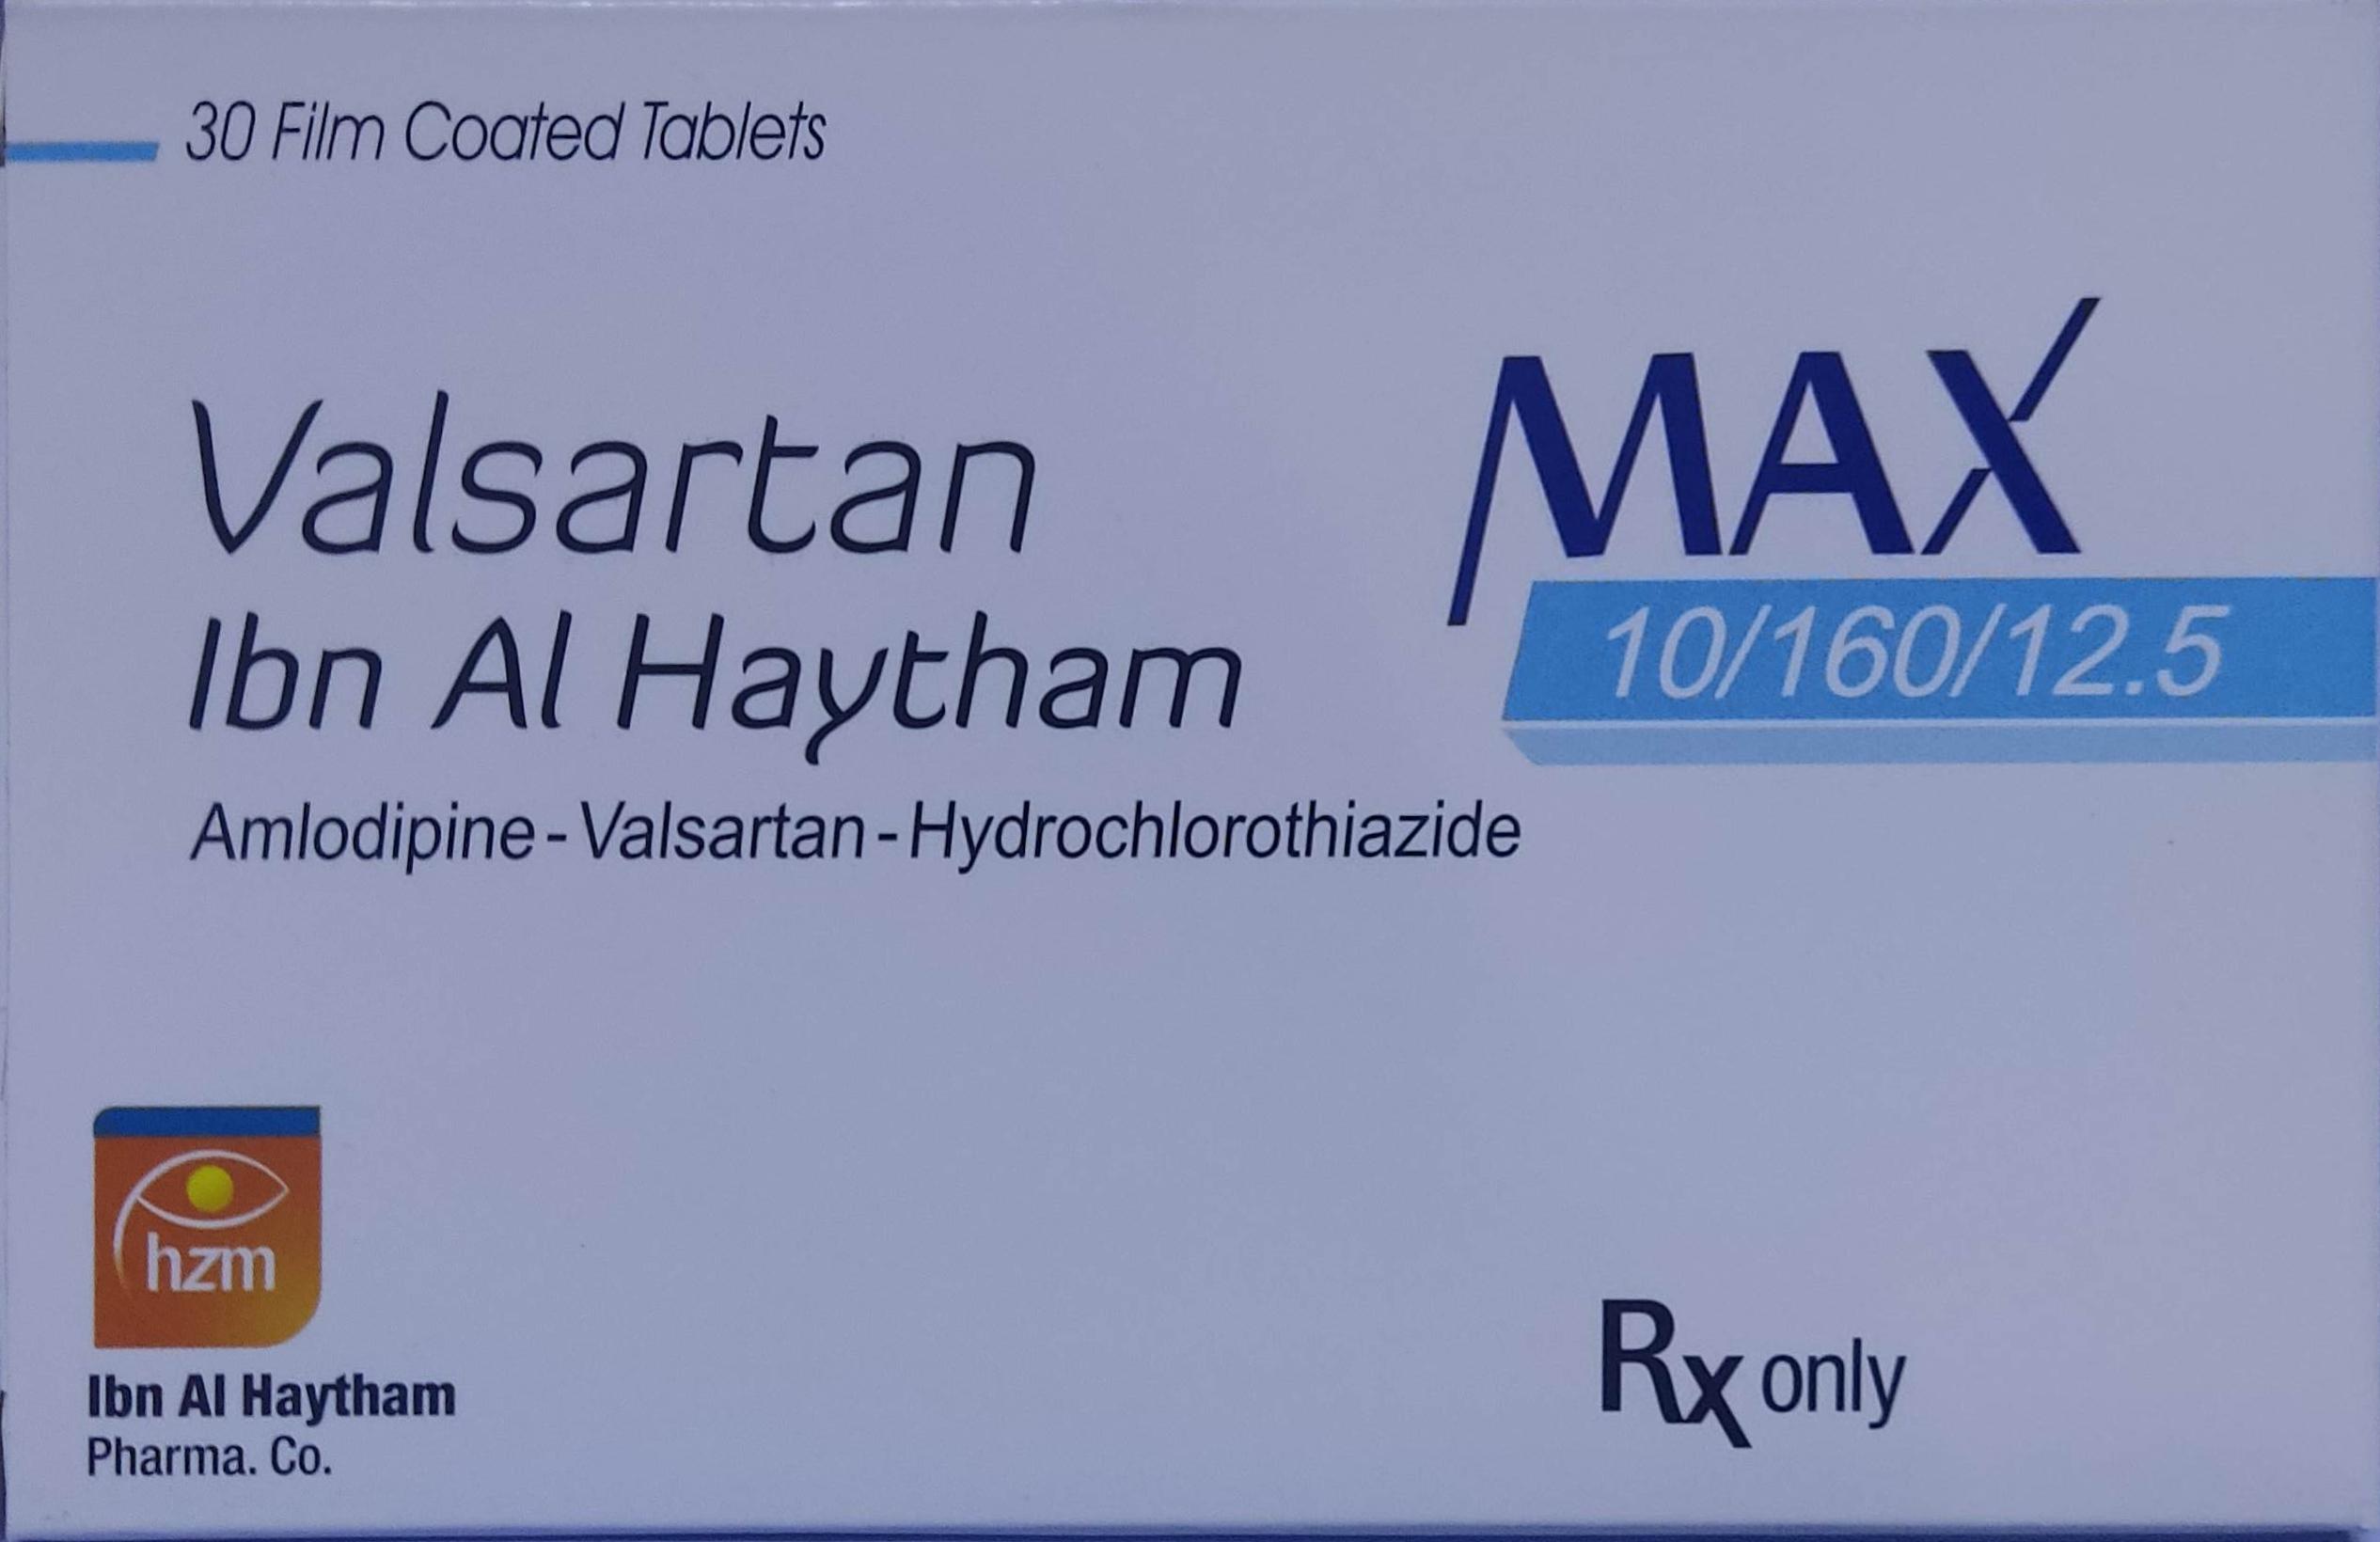 30 Film Coated Tablets
Valsartan
MAX
Ibn Al Haytham
10/160/12.5
Amlodipine - Valsartan - Hydrochlorothiazide
hzm
Ibn Al Haytham
Pharma. Co.
Rx only